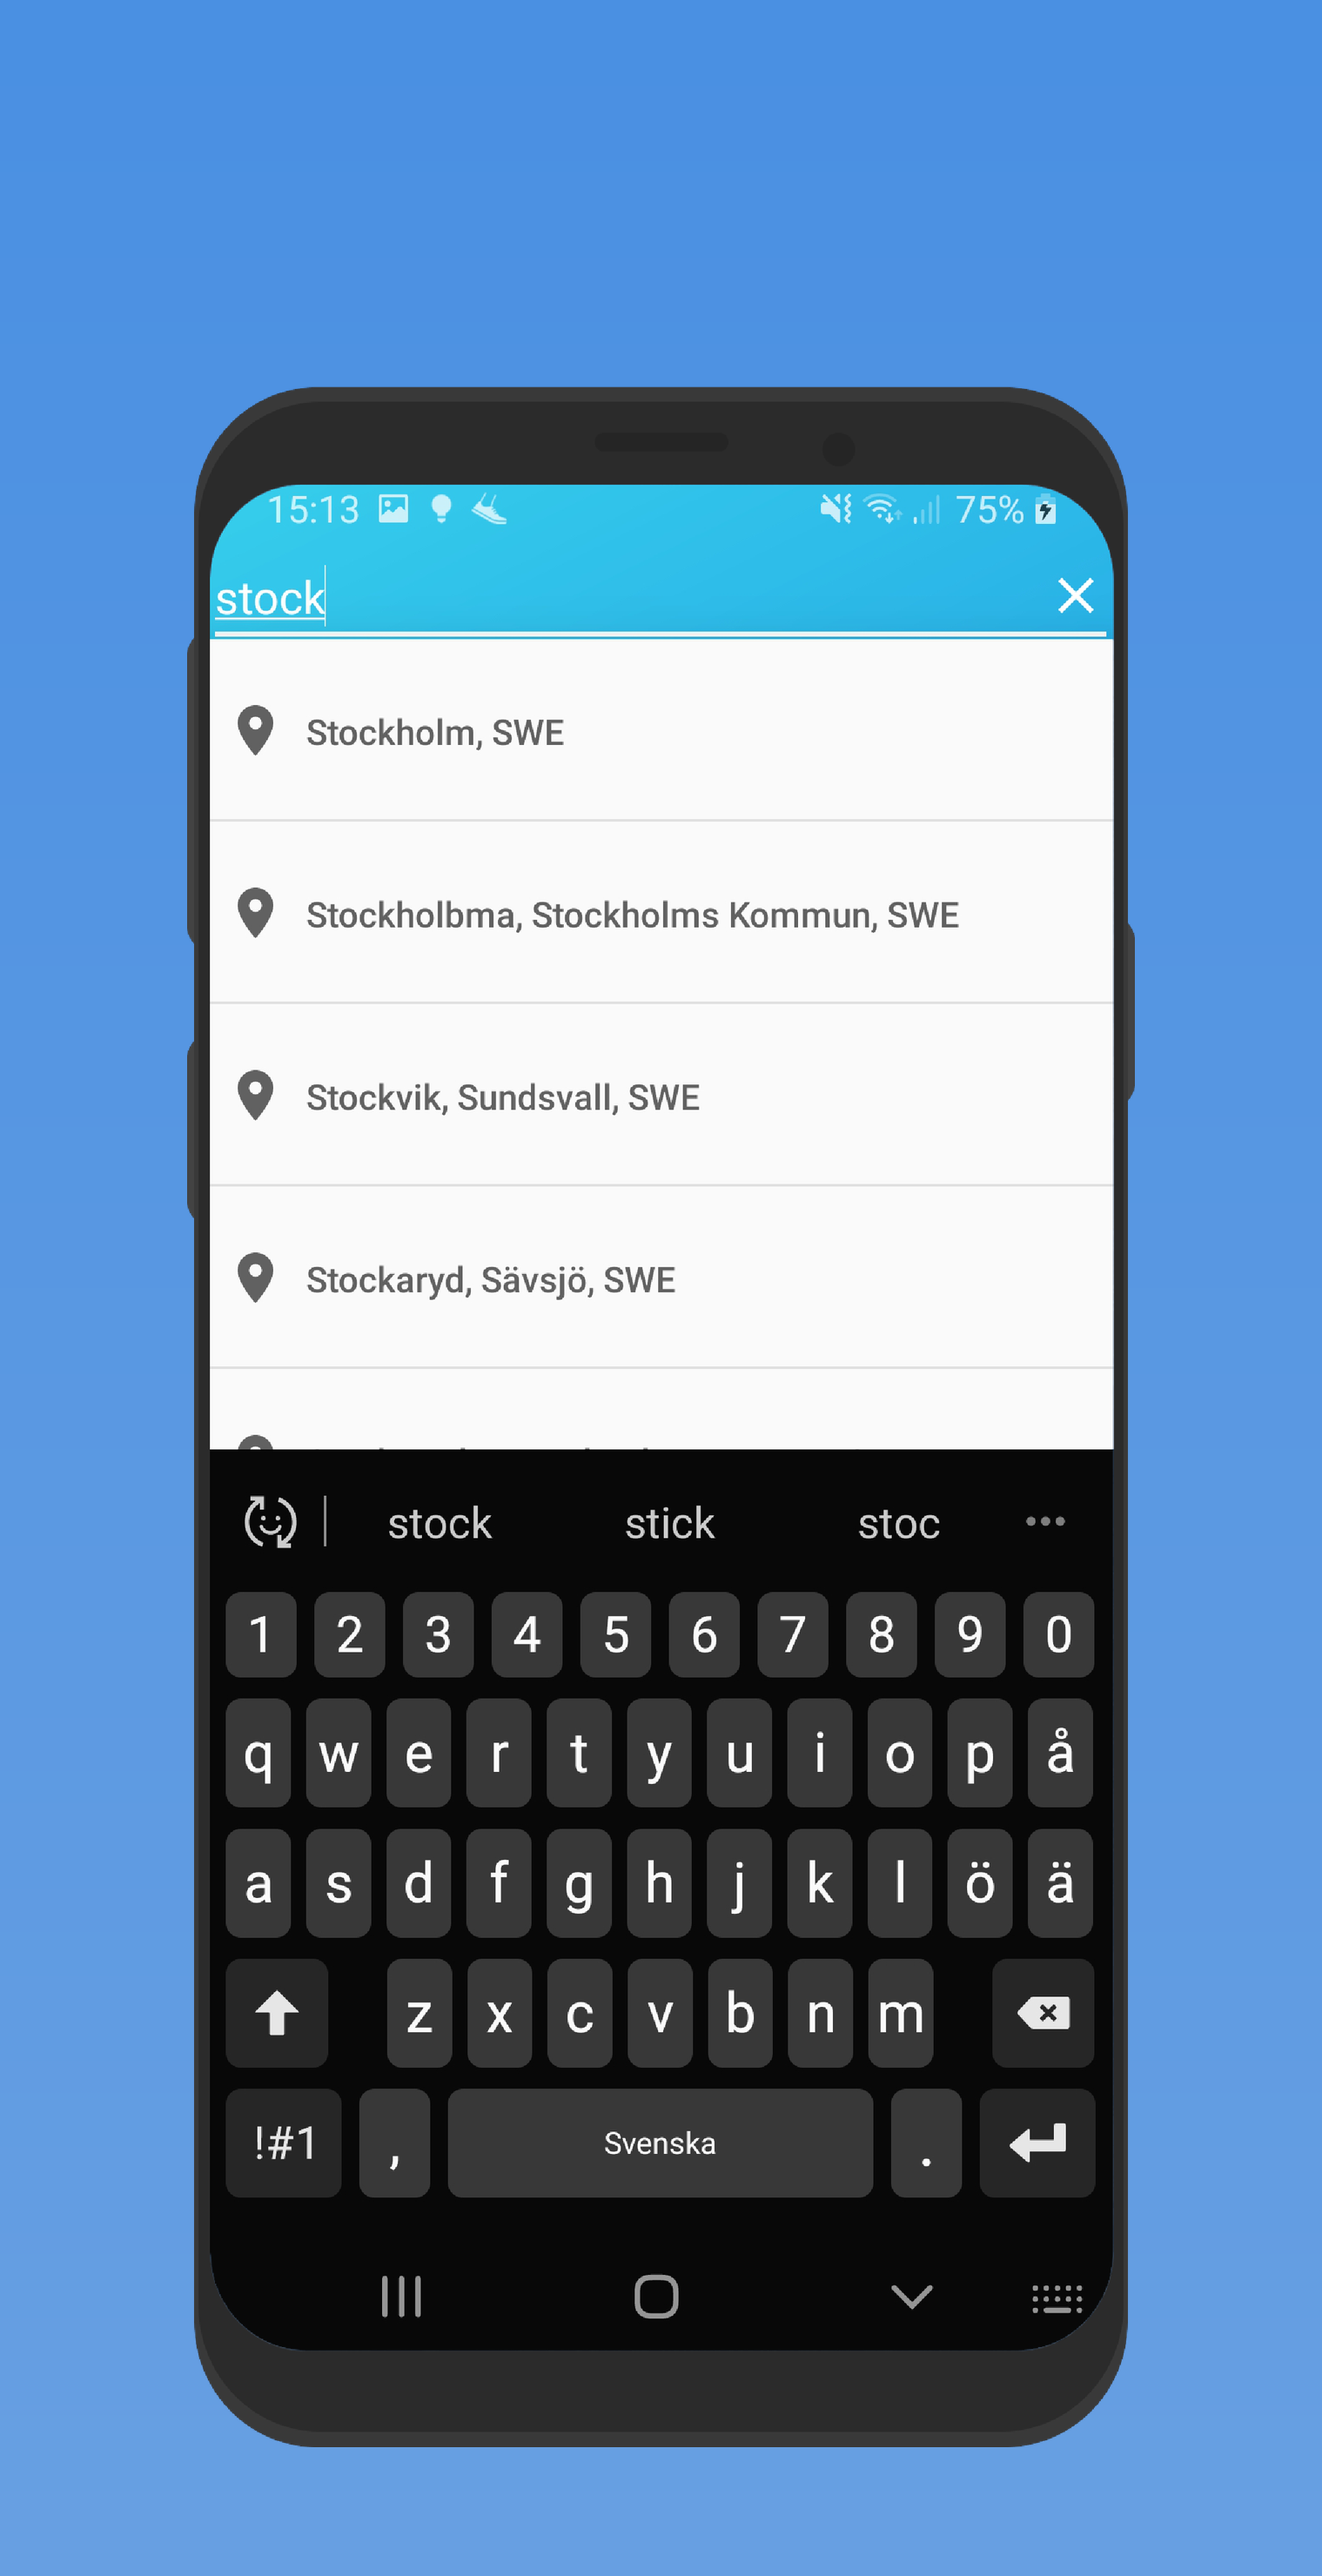 15:13 75%
stock
Stockholm, SWE
Stockholbma, Stockholms Kommun, SWE
Stockvik, Sundsvall, SWE
Stockaryd, Sävsjö, SWE
stock stick stoc
1 2 3 4 5 6 7 8 9 0
q w e r t y u i o p å
a s d f g h j k l ö ä
z x c v b n m
!#1 , Svenska .